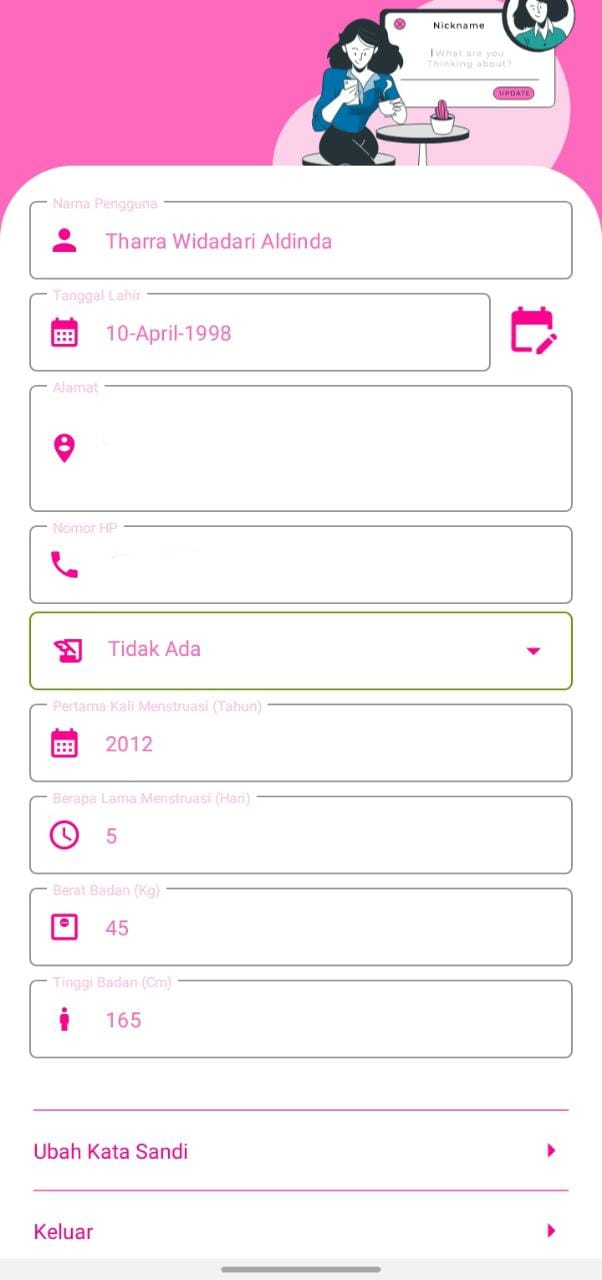 Nickname
What are you
Thinking about?
UPDATE
Nama Pengguna
Tharra Widadari Aldinda
Tanggal Lahir
10-April-1998
Alamat
Nomor HP
Tidak Ada
Pertama Kali Menstruasi (Tahun)
2012
Berapa Lama Menstruasi (Hari)
5
Berat Badan (Kg)
45
Tinggi Badan (Cm)
165
Ubah Kata Sandi
Keluar